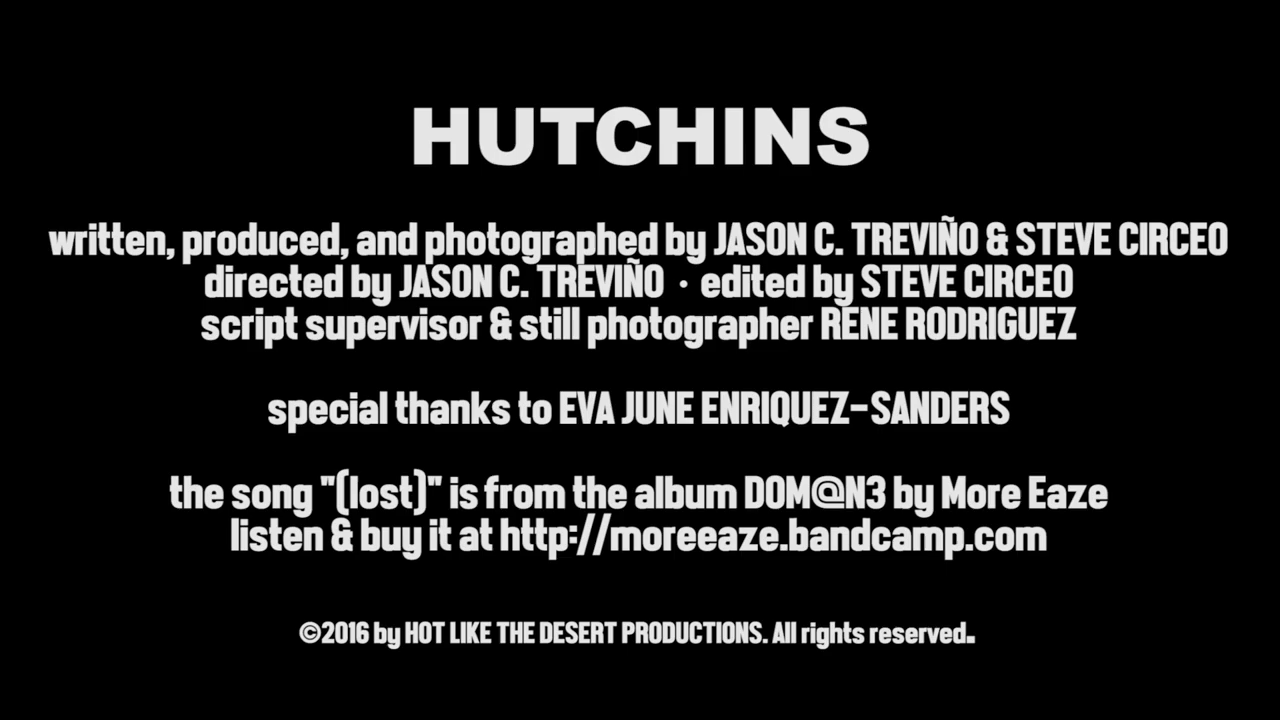 HUTCHINS
written, produced, and photographed by JASON C. TREVIÑO & STEVE CIRCEO
directed by JASON C. TREVIÑO · edited by STEVE CIRCEO
script supervisor & still photographer RENE RODRIGUEZ
special thanks to EVA JUNE ENRIQUEZ-SANDERS
the song "(lost)" is from the album DOM@N3 by More Eaze
listen & buy it at http://moreeaze.bandcamp.com
©2016 by HOT LIKE THE DESERT PRODUCTIONS. All rights reserved.